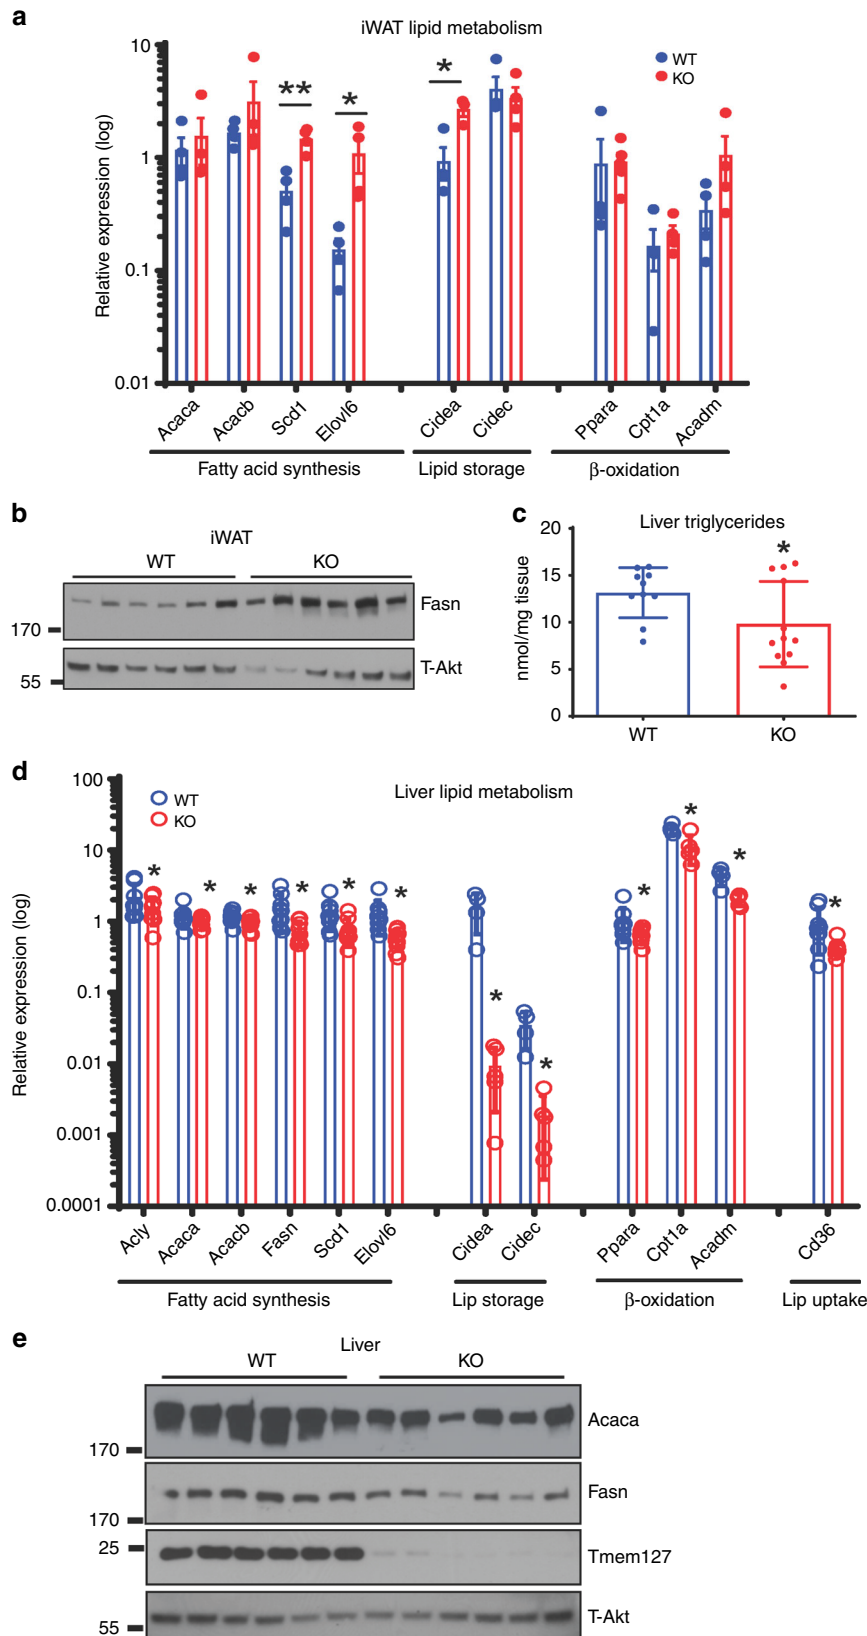 a
iWAT lipid metabolism
Relative expression (log)
10
1
0.1
0.01
WT
KO
**
*
*
Acaca
Acacb
Scd1
Elovl6
Cidea
Cidec
Ppara
Cpt1a
Acadm
Fatty acid synthesis
Lipid storage
β-oxidation
b
iWAT
WT
KO
170
Fasn
55
T-Akt
c
Liver triglycerides
nmol/mg tissue
20
15
10
5
0
*
WT
KO
d
Liver lipid metabolism
Relative expression (log)
100
10
1
0.1
0.01
0.001
0.0001
WT
KO
* * * * * *
* *
* * *
*
Acly
Acaca
Acacb
Fasn
Scd1
Elovl6
Cidea
Cidec
Ppara
Cpt1a
Acadm
Cd36
Fatty acid synthesis
Lip storage
β-oxidation
Lip uptake
e
Liver
WT
KO
170
Acaca
170
Fasn
25
Tmem127
55
T-Akt